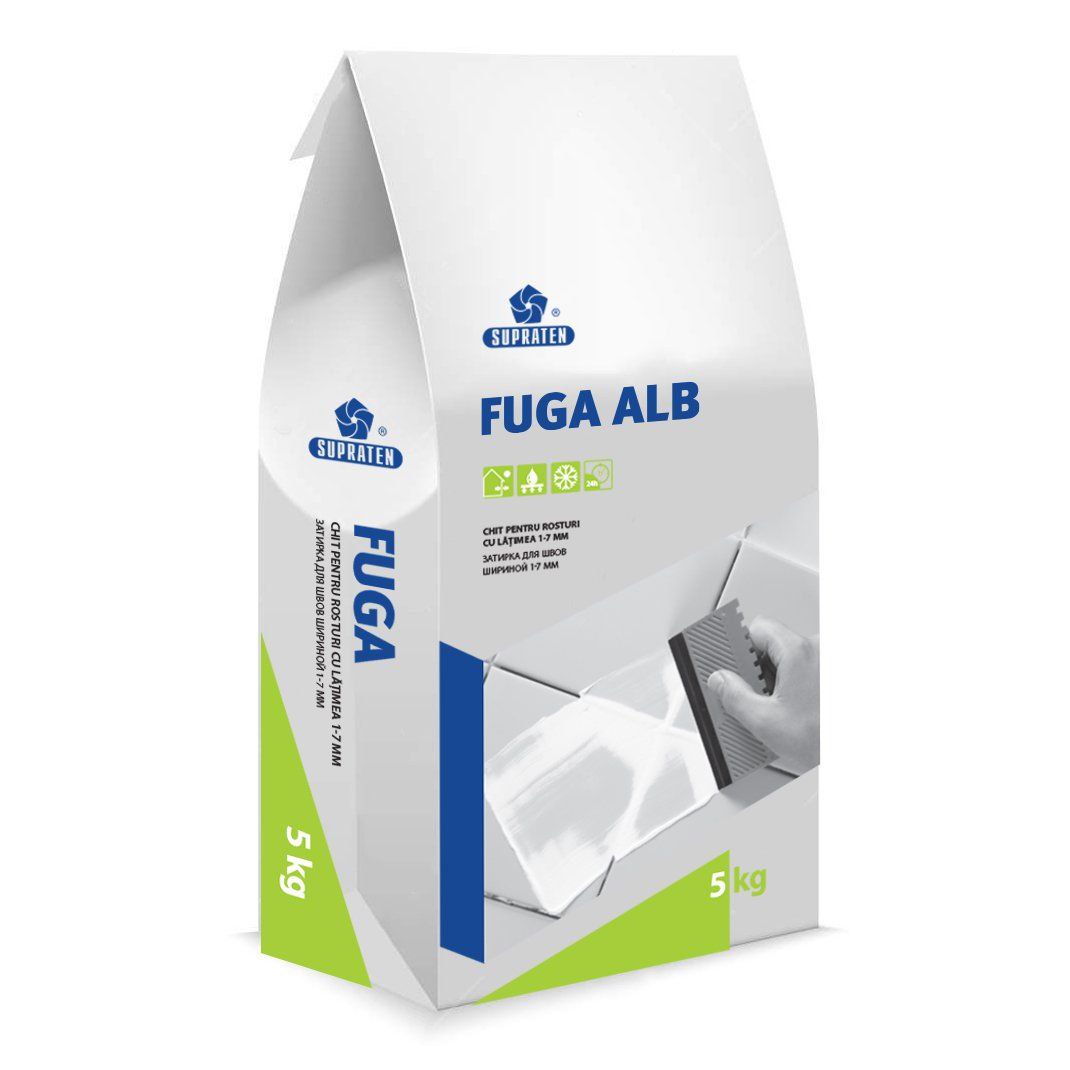 SUPRATEN ®
FUGA ALB
24h
CHIT PENTRU ROSTURI
CU LĂȚIMEA 1-7 MM
ЗАТИРКА ДЛЯ ШВОВ
ШИРИНОЙ 1-7 ММ
5 kg
SUPRATEN ®
FUGA
CHIT PENTRU ROSTURI CU LĂȚIMEA 1-7 MM
ЗАТИРКА ДЛЯ ШВОВ ШИРИНОЙ 1-7 ММ
5 kg